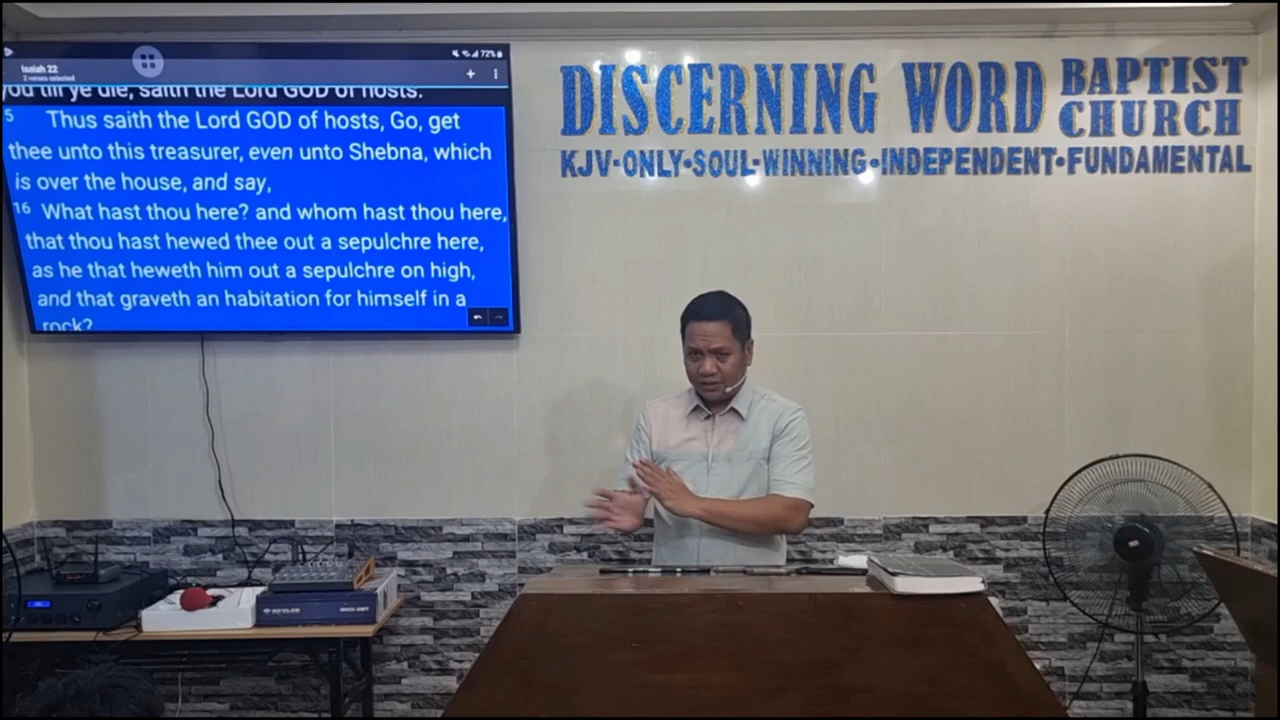 72%
Isaiah 22
2 verses selected
you till ye die, saith the Lord GOD of hosts.
5 Thus saith the Lord GOD of hosts, Go, get
thee unto this treasurer, even unto Shebna, which
is over the house, and say,
16 What hast thou here? and whom hast thou here,
that thou hast hewed thee out a sepulchre here,
as he that heweth him out a sepulchre on high,
and that graveth an habitation for himself in a
rock?
DISCERNING WORD BAPTIST
CHURCH
KJV-ONLY•SOUL-WINNING•INDEPENDENT•FUNDAMENTAL